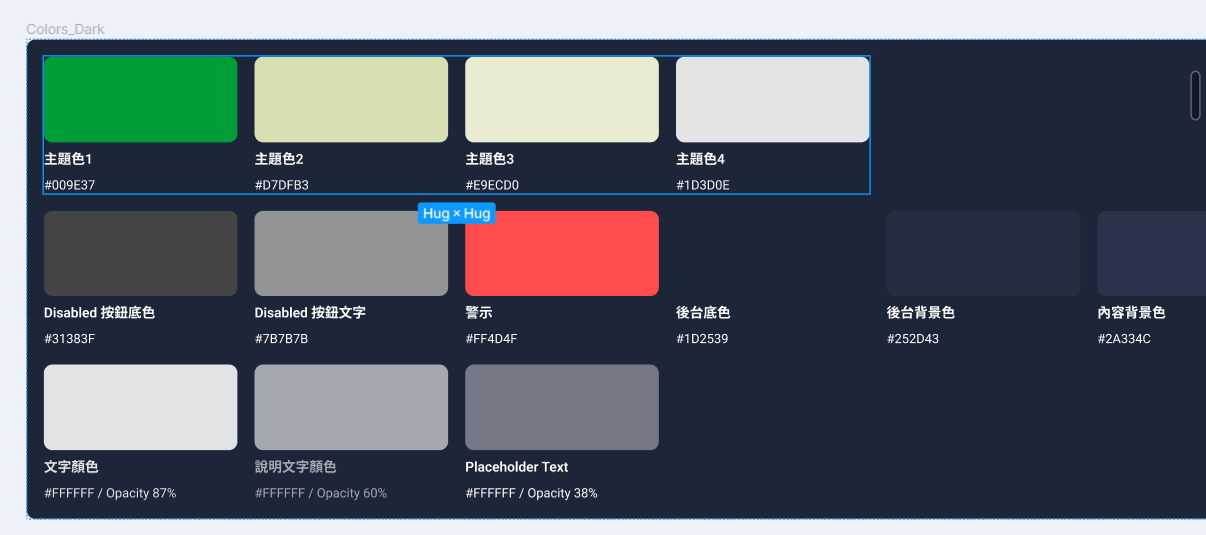 Colors_Dark
主題色1
主題色2
主題色3
主題色4
#009E37
#D7DFB3
#E9ECD0
#1D3D0E
Hug × Hug
Disabled 按鈕底色
Disabled 按鈕文字
警示
後台底色
後台背景色
內容背景色
#31383F
#7B7B7B
#FF4D4F
#1D2539
#252D43
#2A334C
文字顏色
說明文字顏色
Placeholder Text
#FFFFFF / Opacity 87%
#FFFFFF / Opacity 60%
#FFFFFF / Opacity 38%